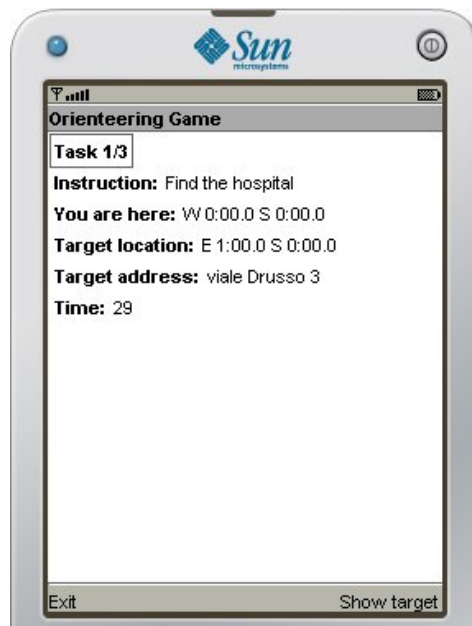 Sun
microsystems
Orienteering Game
Task 1/3
Instruction: Find the hospital
You are here: W 0:00.0 S 0:00.0
Target location: E 1:00.0 S 0:00.0
Target address: viale Drusso 3
Time: 29
Exit Show target